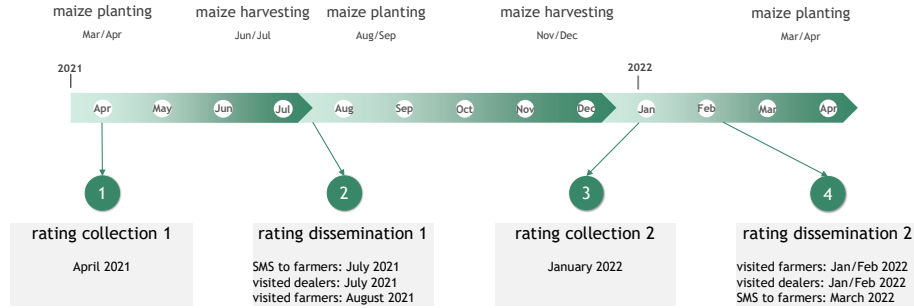 maize planting
Mar/Apr
maize harvesting
Jun/Jul
maize planting
Aug/Sep
maize harvesting
Nov/Dec
maize planting
Mar/Apr
2021
2022
Apr May Jun Jul Aug Sep Oct Nov Dec Jan Feb Mar Apr
1
2
3
4
rating collection 1
April 2021
rating dissemination 1
SMS to farmers: July 2021
visited dealers: July 2021
visited farmers: August 2021
rating collection 2
January 2022
rating dissemination 2
visited farmers: Jan/Feb 2022
visited dealers: Jan/Feb 2022
SMS to farmers: March 2022